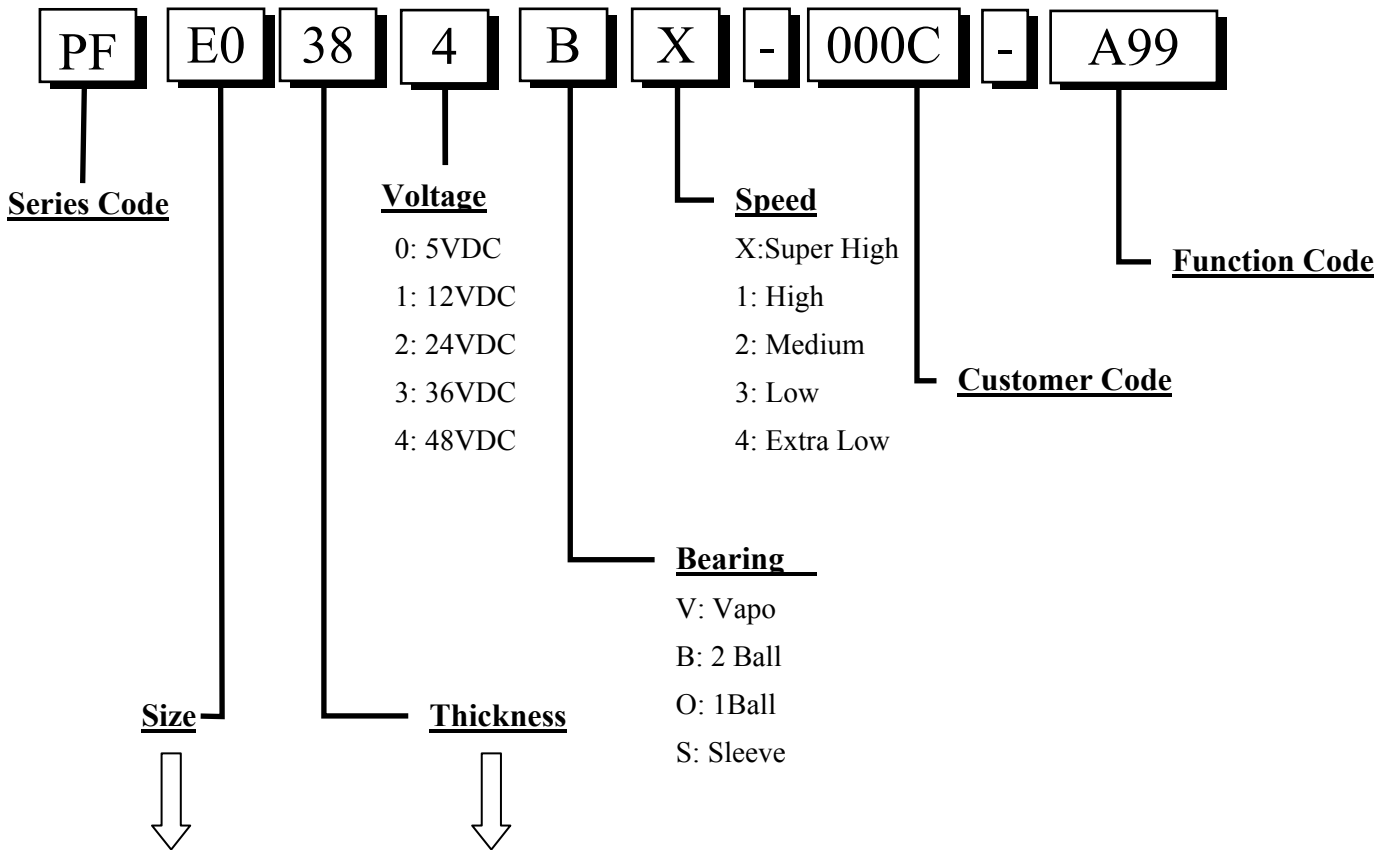 PF E0 38 4 B X - 000C - A99
Series Code
Voltage
0: 5VDC
1: 12VDC
2: 24VDC
3: 36VDC
4: 48VDC
Speed
X:Super High
1: High
2: Medium
3: Low
4: Extra Low
Function Code
Customer Code
Bearing
V: Vapo
B: 2 Ball
O: 1Ball
S: Sleeve
Size
Thickness